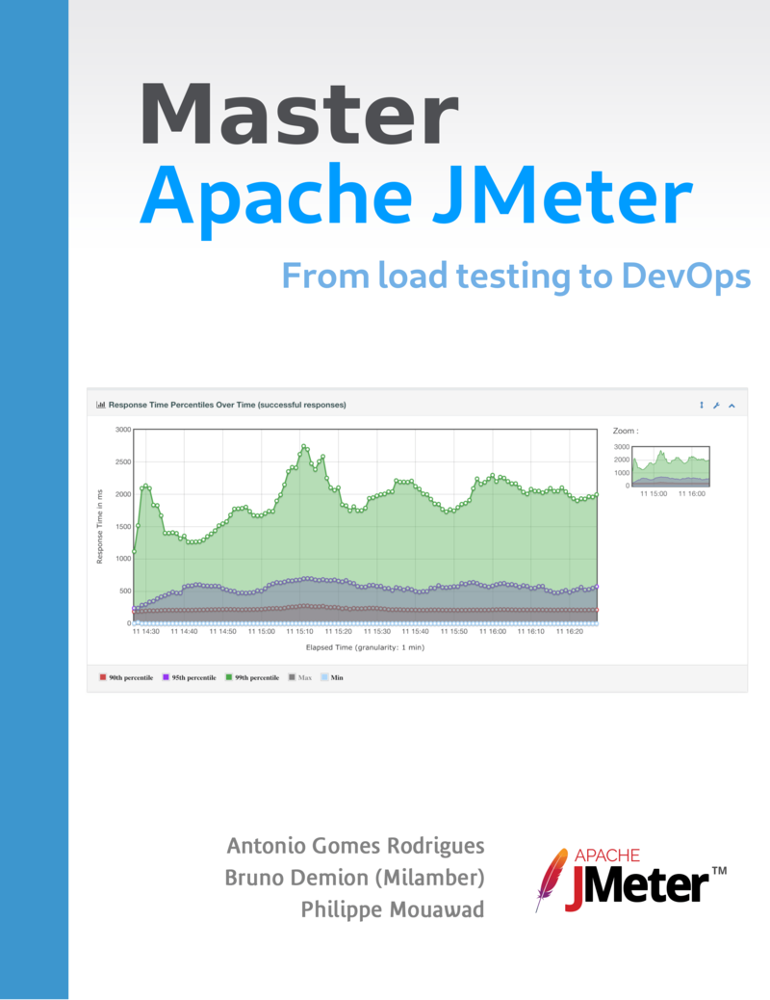 Master
Apache JMeter
From load testing to DevOps
Response Time Percentiles Over Time (successful responses)
Zoom :
3000
2500
2000
1500
1000
500
0
Response Time in ms
3000
2000
1000
0
11 15:00 11 16:00
11 14:30 11 14:40 11 14:50 11 15:00 11 15:10 11 15:20 11 15:30 11 15:40 11 15:50 11 16:00 11 16:10 11 16:20
Elapsed Time (granularity: 1 min)
90th percentile 95th percentile 99th percentile Max Min
Antonio Gomes Rodrigues
Bruno Demion (Milamber)
Philippe Mouawad
APACHE
JMeter™